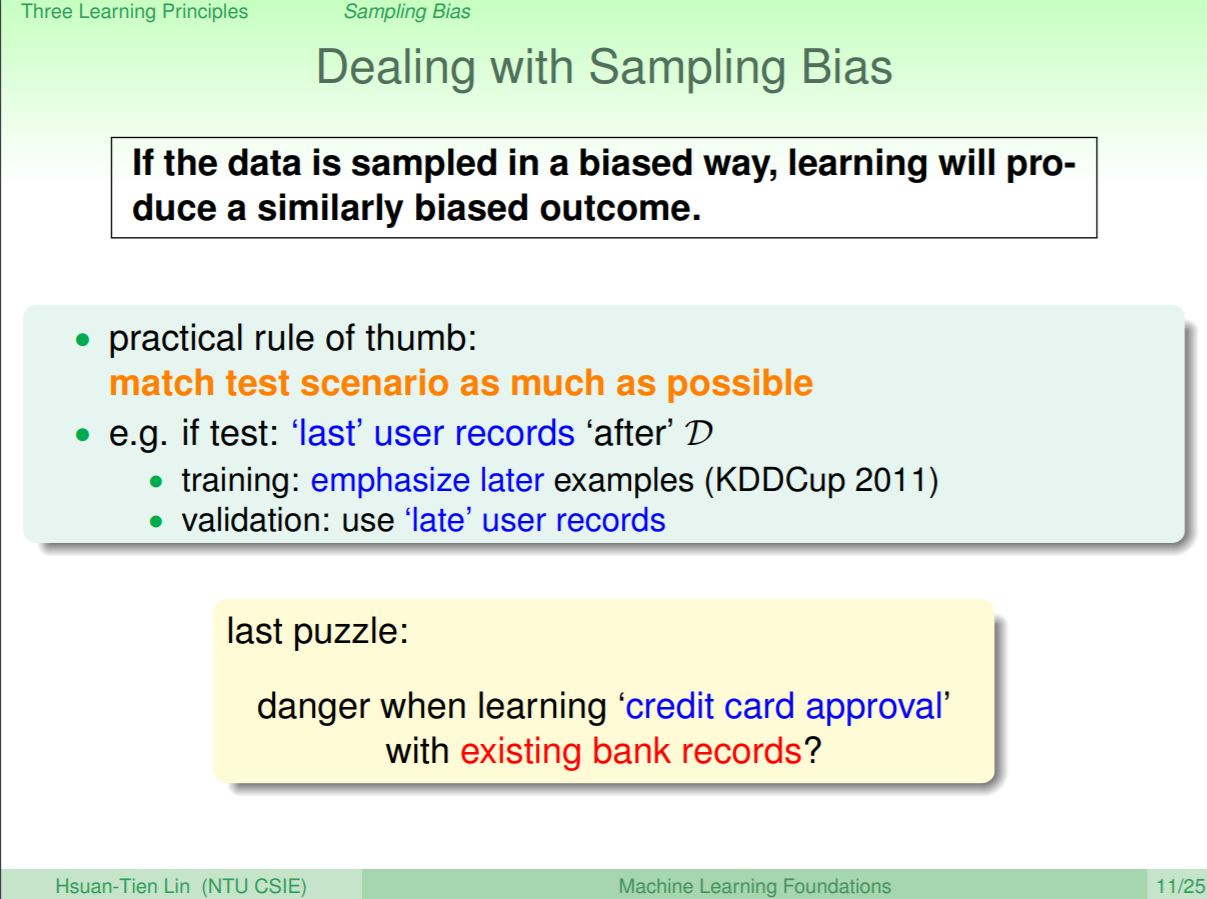 Three Learning Principles Sampling Bias
Dealing with Sampling Bias
If the data is sampled in a biased way, learning will pro-
duce a similarly biased outcome.
• practical rule of thumb:
match test scenario as much as possible
• e.g. if test: ‘last’ user records ‘after’ 𝒟
• training: emphasize later examples (KDDCup 2011)
• validation: use ‘late’ user records
last puzzle:
danger when learning ‘credit card approval’
with existing bank records?
Hsuan-Tien Lin (NTU CSIE) Machine Learning Foundations 11/25